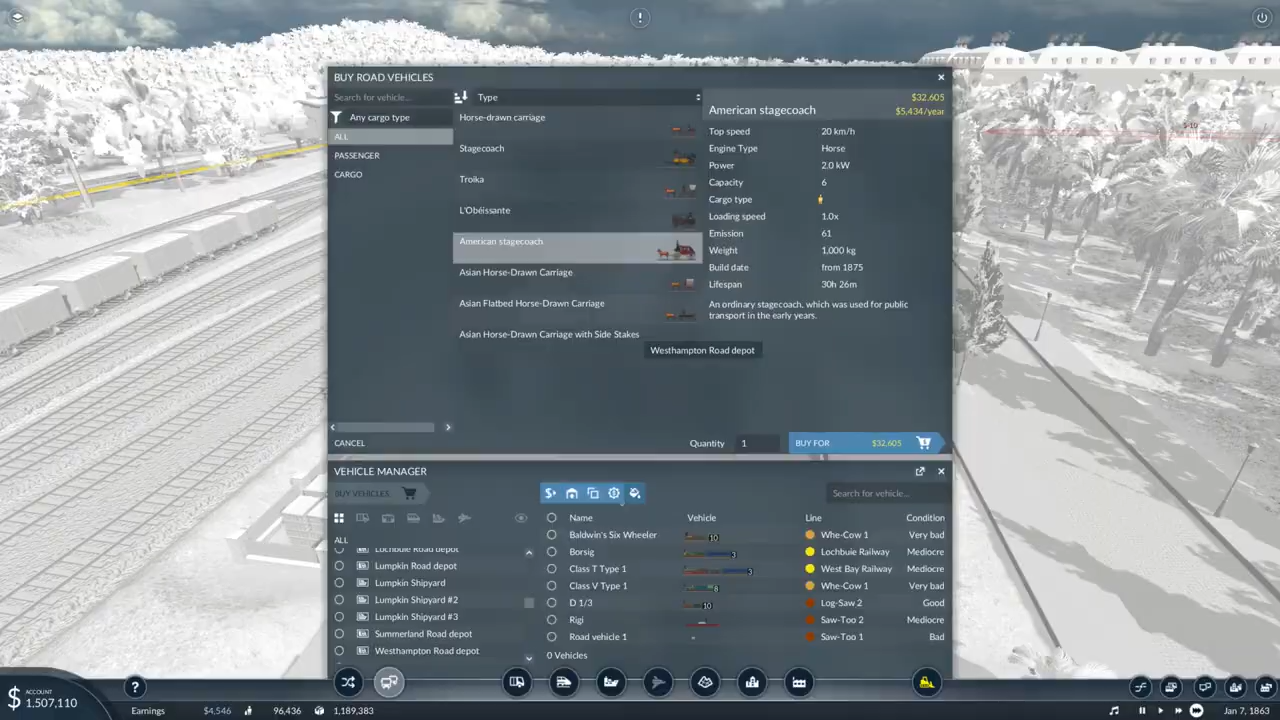 BUY ROAD VEHICLES
Search for vehicle...
Type
Any cargo type
ALL
PASSENGER
CARGO
Horse-drawn carriage
Stagecoach
Troika
L'Obéissante
American stagecoach
Asian Horse-Drawn Carriage
Asian Flatbed Horse-Drawn Carriage
Asian Horse-Drawn Carriage with Side Stakes
American stagecoach
$32,605
$5,434/year
Top speed 20 km/h
Engine Type Horse
Power 2.0 kW
Capacity 6
Cargo type
Loading speed 1.0x
Emission 61
Weight 1,000 kg
Build date from 1875
Lifespan 30h 26m
An ordinary stagecoach, which was used for public
transport in the early years.
Westhampton Road depot
CANCEL
Quantity 1
BUY FOR $32,605
VEHICLE MANAGER
BUY VEHICLES
Search for vehicle...
ALL
Lochbuie Road depot
Lumpkin Road depot
Lumpkin Shipyard
Lumpkin Shipyard #2
Lumpkin Shipyard #3
Summerland Road depot
Westhampton Road depot
Name Vehicle Line Condition
Baldwin's Six Wheeler 10 Whe-Cow 1 Very bad
Borsig 3 Lochbuie Railway Mediocre
Class T Type 1 3 West Bay Railway Mediocre
Class V Type 1 8 Whe-Cow 1 Very bad
D 1/3 10 Log-Saw 2 Good
Rigi Saw-Too 2 Mediocre
Road vehicle 1 Saw-Too 1 Bad
0 Vehicles
$ ACCOUNT
1,507,110
?
Earnings $4,546 96,436 1,189,383
Jan 7, 1863